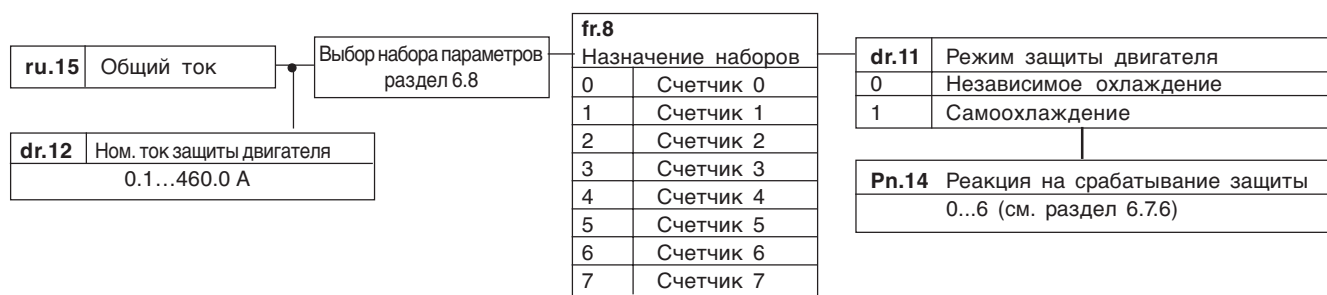 ru.15 Общий ток
dr.12 Ном. ток защиты двигателя
0.1...460.0 А
Выбор набора параметров
раздел 6.8
fr.8
Назначение наборов
0 Счетчик 0
1 Счетчик 1
2 Счетчик 2
3 Счетчик 3
4 Счетчик 4
5 Счетчик 5
6 Счетчик 6
7 Счетчик 7
dr.11 Режим защиты двигателя
0 Независимое охлаждение
1 Самоохлаждение
Pn.14 Реакция на срабатывание защиты
0...6 (см. раздел 6.7.6)